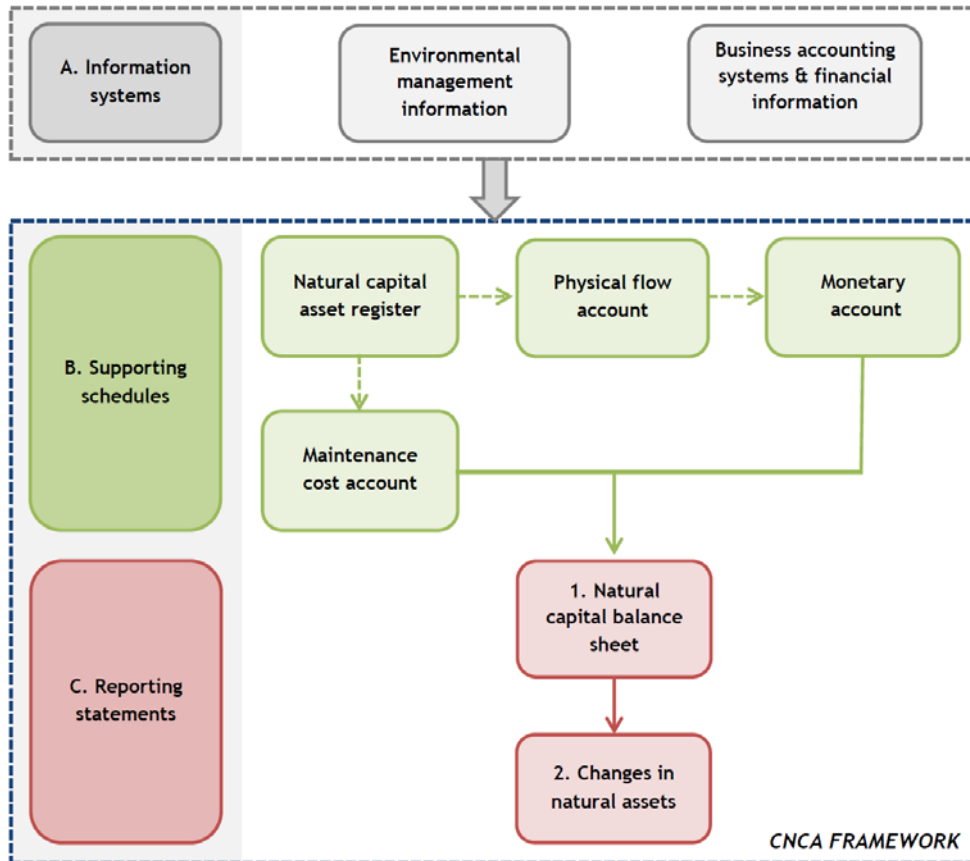 A. Information
systems
Environmental
management
information
Business accounting
systems & financial
information
B. Supporting
schedules
Natural capital
asset register
Physical flow
account
Monetary
account
Maintenance
cost account
C. Reporting
statements
1. Natural
capital balance
sheet
2. Changes in
natural assets
CNCA FRAMEWORK